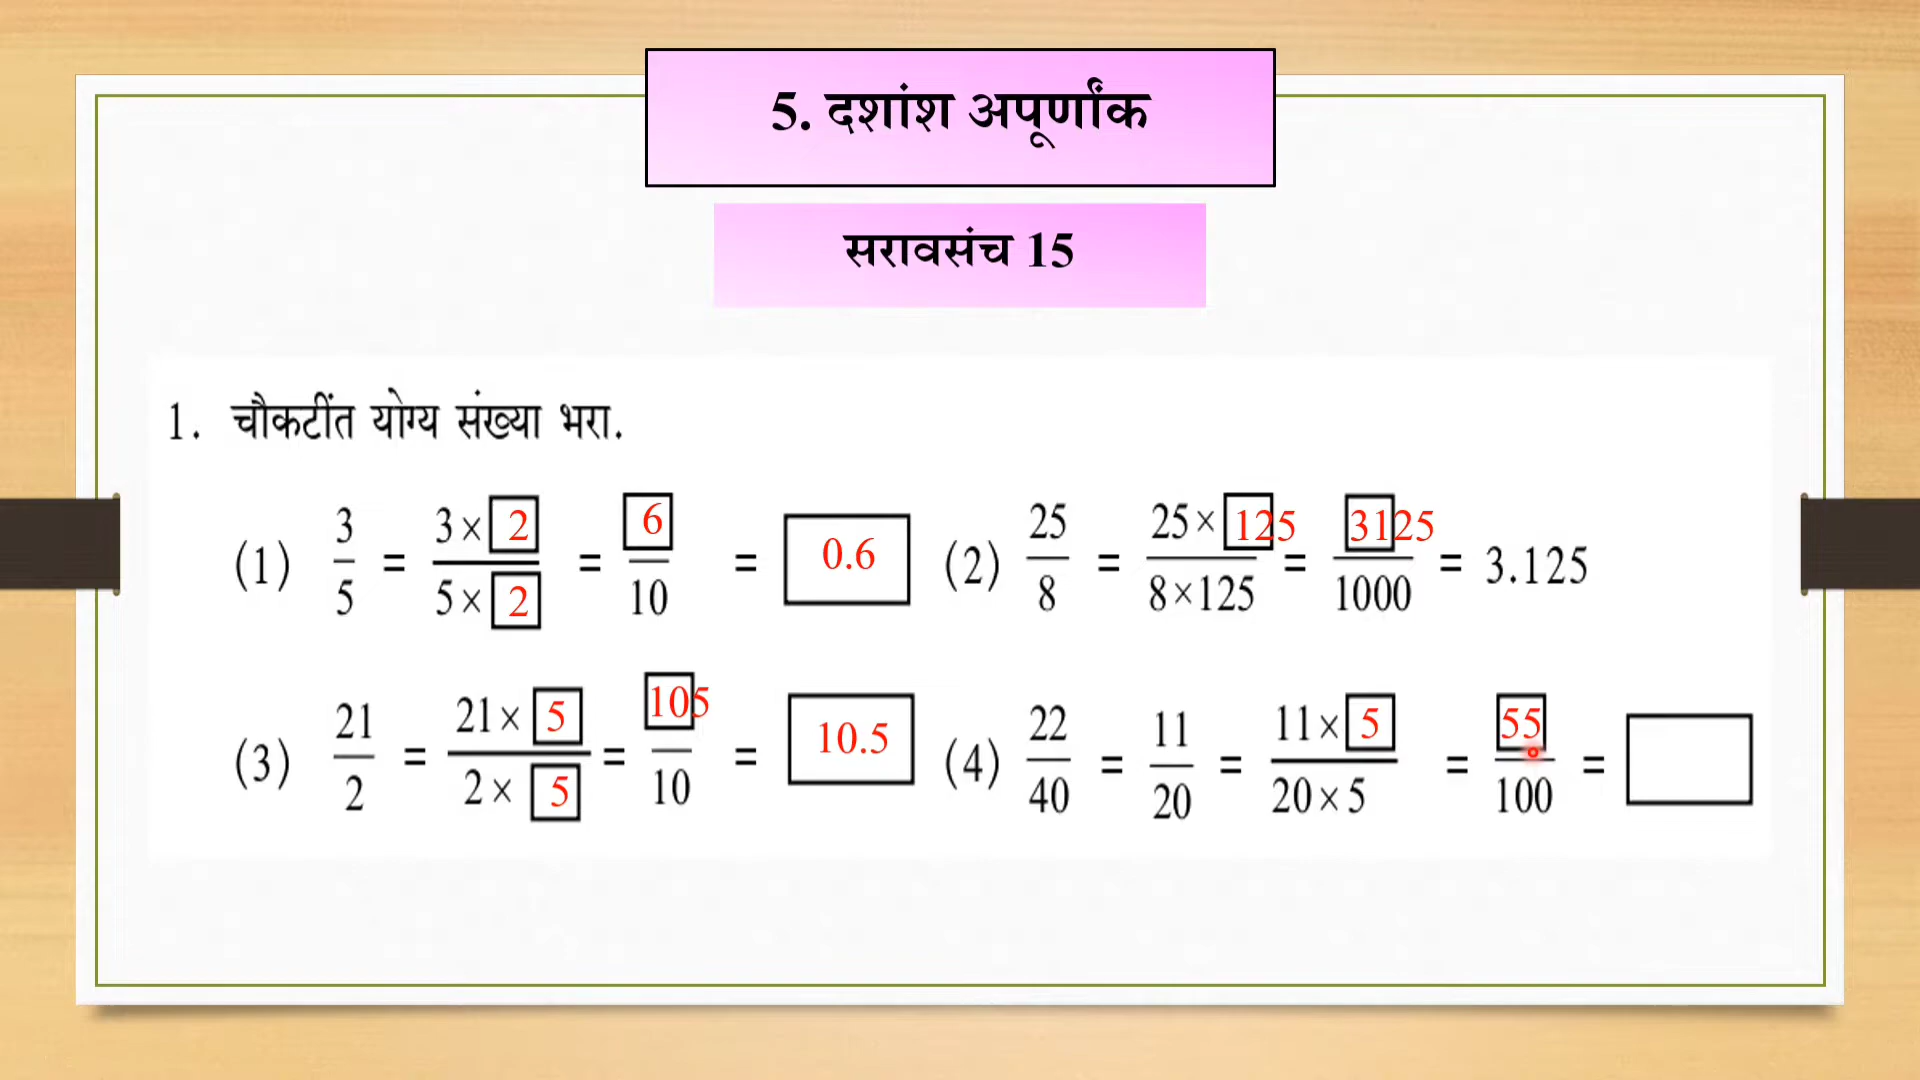 5. दशांश अपूर्णांक
सरावसंच 15
1. चौकटींत योग्य संख्या भरा.
(1) 3/5 = 3×2/5×2 = 6/10 = 0.6 (2) 25/8 = 25×125/8×125 = 3125/1000 = 3.125
(3) 21/2 = 21×5/2×5 = 105/10 = 10.5 (4) 22/40 = 11/20 = 11×5/20×5 = 55/100 =